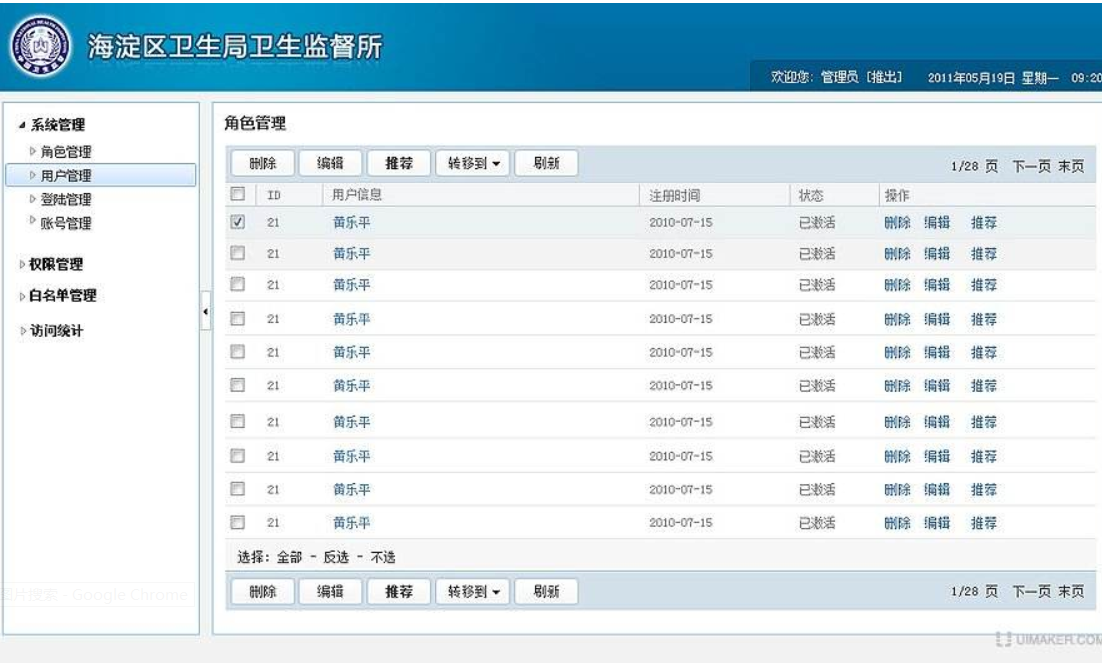 海淀区卫生局卫生监督所
欢迎您: 管理员 [推出] 2011年05月19日 星期一 09:20
系统管理
角色管理
用户管理
登陆管理
账号管理
权限管理
白名单管理
访问统计
角色管理
删除 编辑 推荐 转移到 刷新 1/28 页 下一页 末页
ID 用户信息 注册时间 状态 操作
21 黄乐平 2010-07-15 已激活 删除 编辑 推荐
21 黄乐平 2010-07-15 已激活 删除 编辑 推荐
21 黄乐平 2010-07-15 已激活 删除 编辑 推荐
21 黄乐平 2010-07-15 已激活 删除 编辑 推荐
21 黄乐平 2010-07-15 已激活 删除 编辑 推荐
21 黄乐平 2010-07-15 已激活 删除 编辑 推荐
21 黄乐平 2010-07-15 已激活 删除 编辑 推荐
21 黄乐平 2010-07-15 已激活 删除 编辑 推荐
21 黄乐平 2010-07-15 已激活 删除 编辑 推荐
21 黄乐平 2010-07-15 已激活 删除 编辑 推荐
选择: 全部 - 反选 - 不选
删除 编辑 推荐 转移到 刷新 1/28 页 下一页 末页
图片搜索 - Google Chrome
UIMAKER.COM